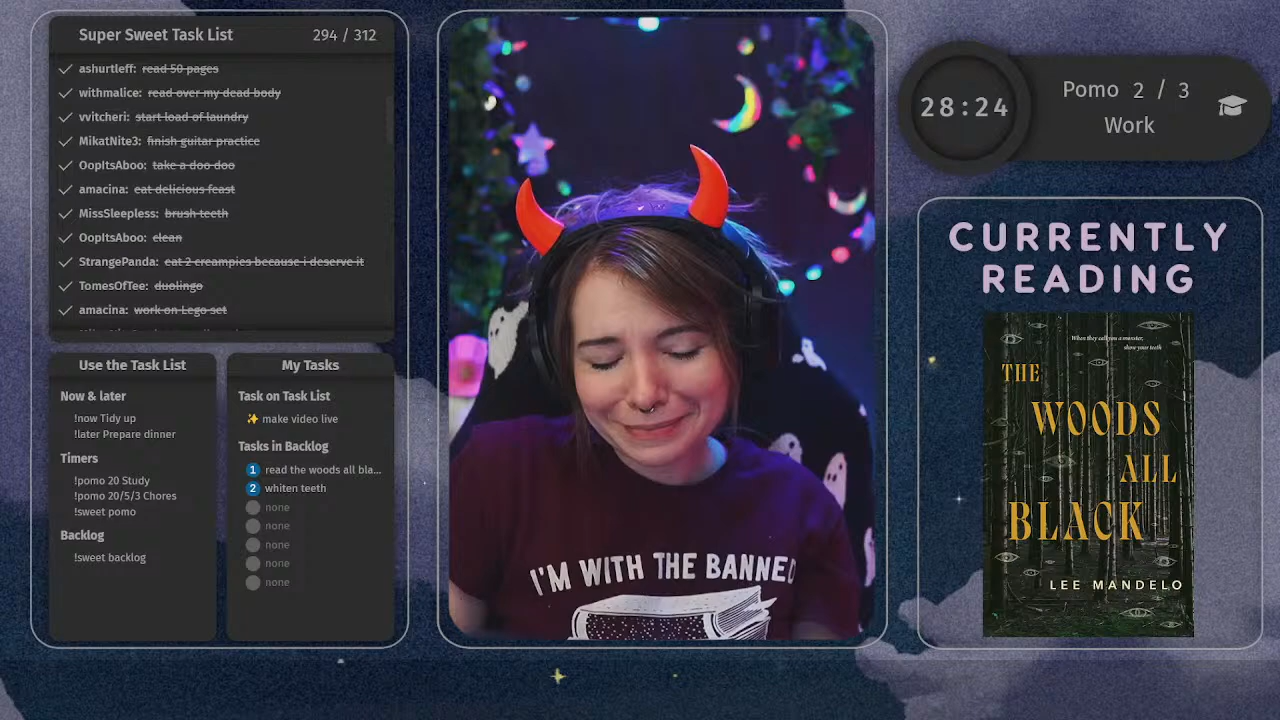 Super Sweet Task List 294 / 312
ashurtleff: read 50 pages
withmalice: read over my dead body
vvitcheri: start load of laundry
MikatNite3: finish guitar practice
OopItsAboo: take a doo doo
amacina: eat delicious feast
MissSleepless: brush teeth
OopItsAboo: clean
StrangePanda: eat 2 creampies because i deserve it
TomesOfTee: duolingo
amacina: work on Lego set
Use the Task List
Now & later
!now Tidy up
!later Prepare dinner
Timers
!pomo 20 Study
!pomo 20/5/3 Chores
!sweet pomo
Backlog
!sweet backlog
My Tasks
Task on Task List
✨ make video live
Tasks in Backlog
1 read the woods all bla...
2 whiten teeth
none
none
none
none
none
I'M WITH THE BANNED
28:24
Pomo 2 / 3
Work
CURRENTLY
READING
When they call you a monster,
show your teeth
THE
WOODS
ALL
BLACK
LEE MANDELO